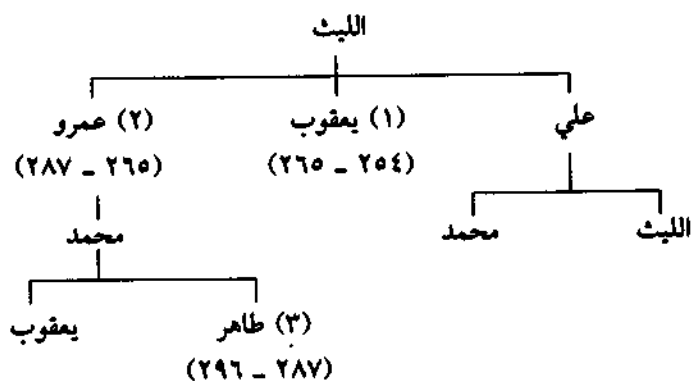 الليث
علي (١) يعقوب (٢) عمرو
(٢٥٤ - ٢٦٥) (٢٦٥ - ٢٨٧)
الليث محمد محمد
(٣) طاهر يعقوب
(٢٨٧ - ٢٩٦)